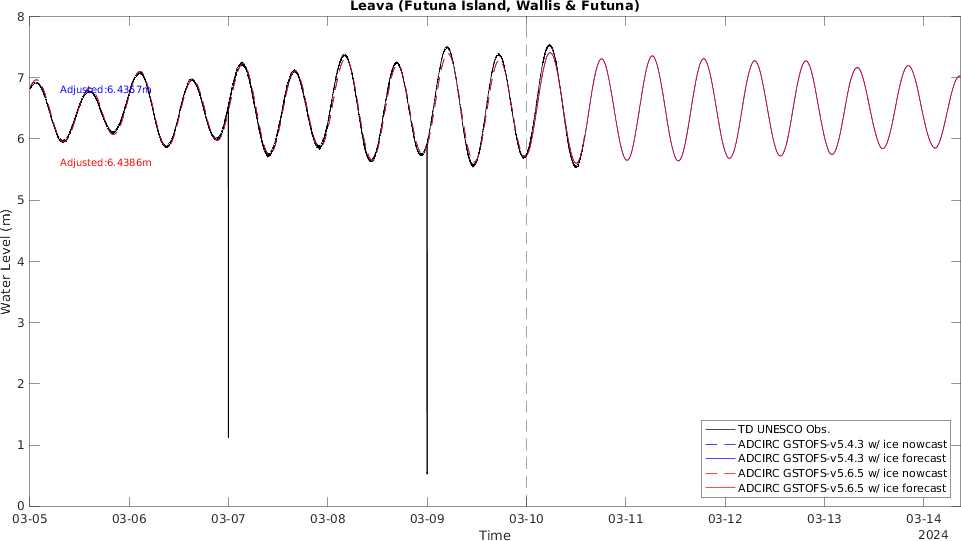 Leava (Futuna Island, Wallis & Futuna)
8
7
6
5
4
3
2
1
0
Water Level (m)
Adjusted:6.4357m
Adjusted:6.4386m
TD UNESCO Obs.
ADCIRC GSTOFS-v5.4.3 w/ ice nowcast
ADCIRC GSTOFS-v5.4.3 w/ ice forecast
ADCIRC GSTOFS-v5.6.5 w/ ice nowcast
ADCIRC GSTOFS-v5.6.5 w/ ice forecast
03-05 03-06 03-07 03-08 03-09 03-10 03-11 03-12 03-13 03-14
Time
2024